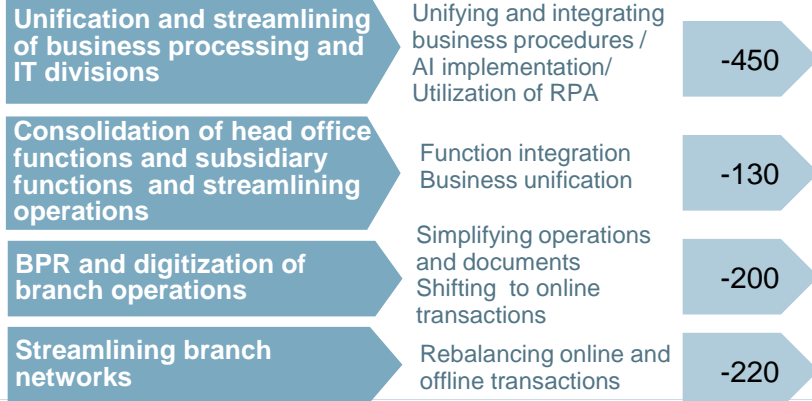 Unification and streamlining
of business processing and
IT divisions
Unifying and integrating
business procedures /
AI implementation/
Utilization of RPA
-450
Consolidation of head office
functions and subsidiary
functions and streamlining
operations
Function integration
Business unification
-130
BPR and digitization of
branch operations
Simplifying operations
and documents
Shifting to online
transactions
-200
Streamlining branch
networks
Rebalancing online and
offline transactions
-220